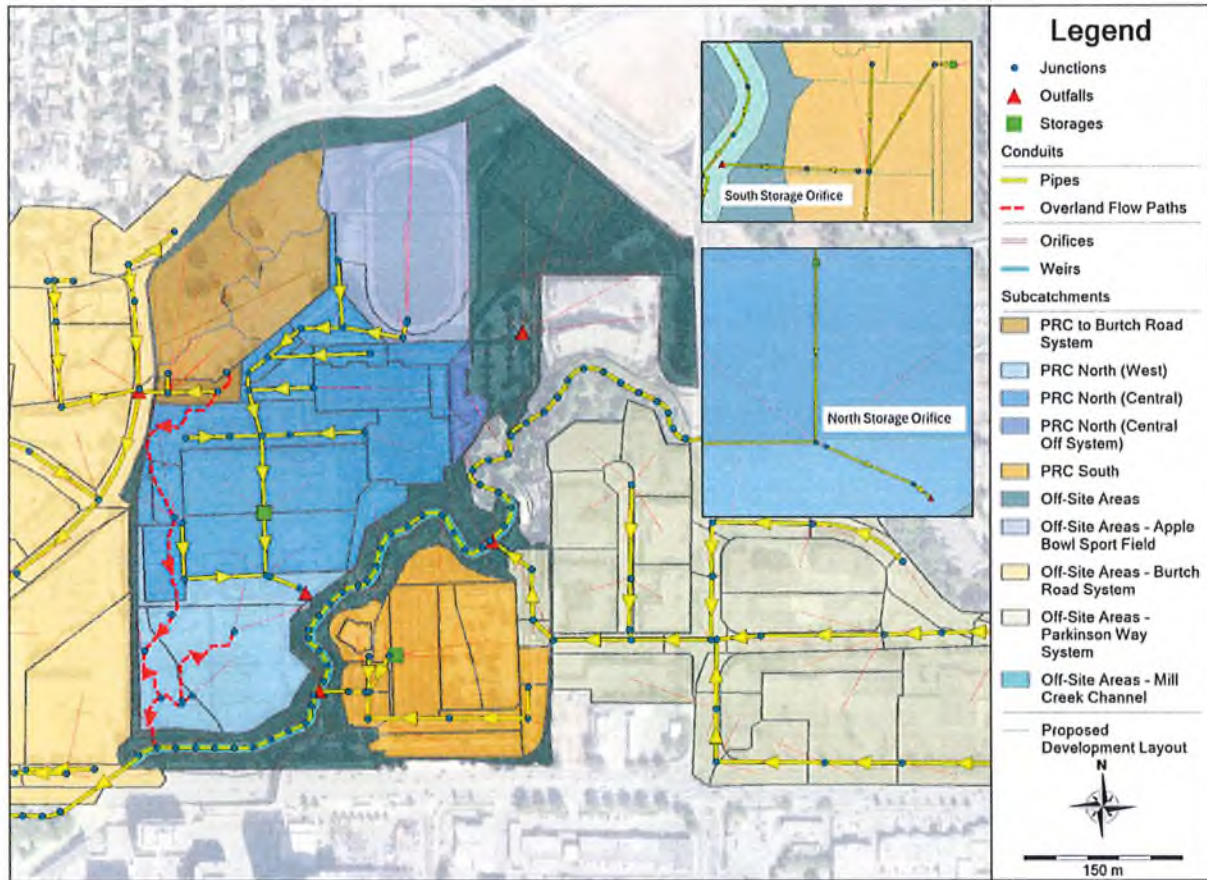 South Storage Orifice
North Storage Orifice
Legend
Junctions
Outfalls
Storages
Conduits
Pipes
Overland Flow Paths
Orifices
Weirs
Subcatchments
PRC to Burtch Road
System
PRC North (West)
PRC North (Central)
PRC North (Central
Off System)
PRC South
Off-Site Areas
Off-Site Areas - Apple
Bowl Sport Field
Off-Site Areas - Burtch
Road System
Off-Site Areas -
Parkinson Way
System
Off-Site Areas - Mill
Creek Channel
Proposed
Development Layout
N
150 m